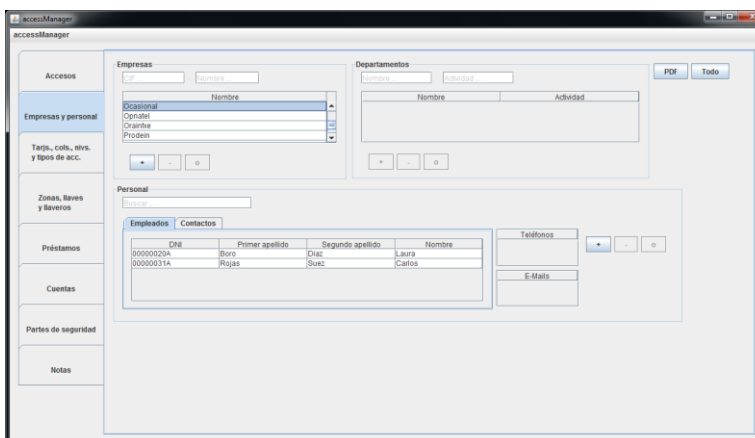 accessManager
accessManager
Accesos
Empresas y personal
Tarjs., cols., nivs.
y tipos de acc.
Zonas, llaves
y llaveros
Préstamos
Cuentas
Partes de seguridad
Notas
Empresas
CIF ...
Nombre ...
Nombre
Ocasional
Opnatel
Oraintxe
Prodein
+ - o
Departamentos
Nombre ...
Actividad ...
Nombre Actividad
+ - o
PDF Todo
Personal
Buscar ...
Empleados Contactos
DNI Primer apellido Segundo apellido Nombre
00000020A Boro Díaz Laura
00000031A Rojas Suez Carlos
Teléfonos
E-Mails
+ - o